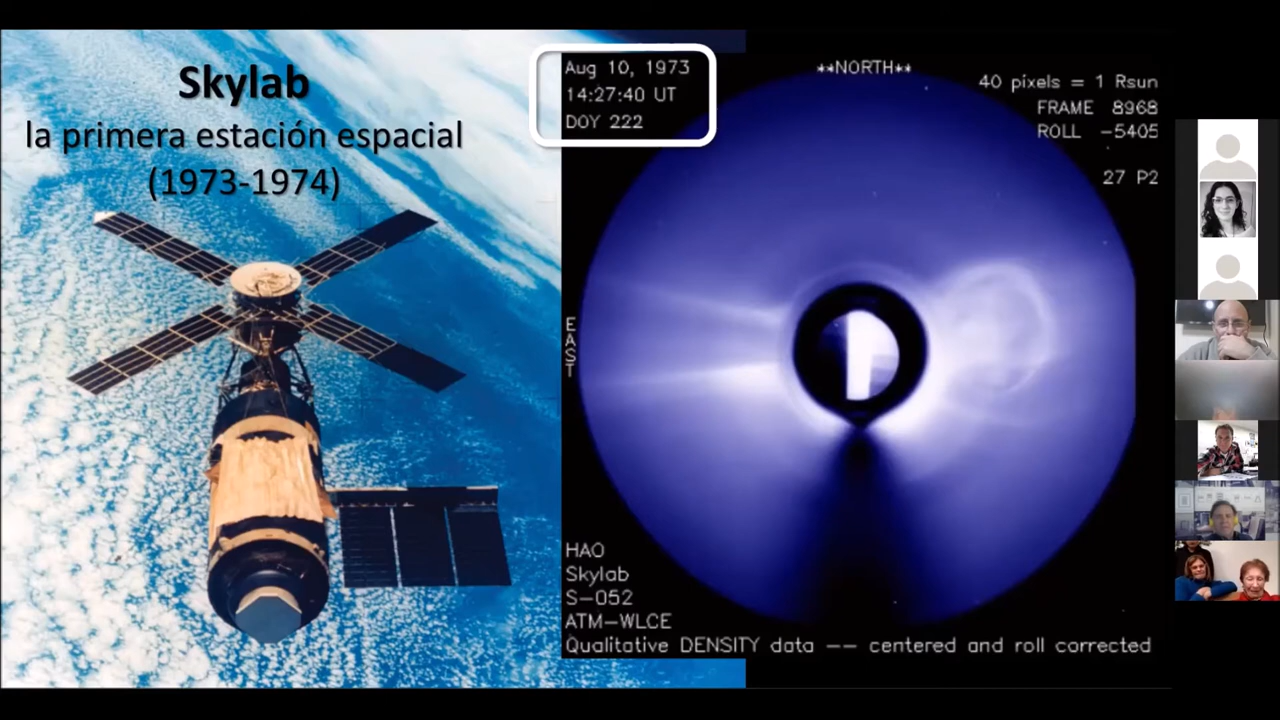 Skylab
la primera estación espacial
(1973-1974)
Aug 10, 1973
14:27:40 UT
DOY 222
**NORTH**
40 pixels = 1 Rsun
FRAME 8968
ROLL -5405
27 P2
EAST
HAO
Skylab
S-052
ATM-WLCE
Qualitative DENSITY data -- centered and roll corrected